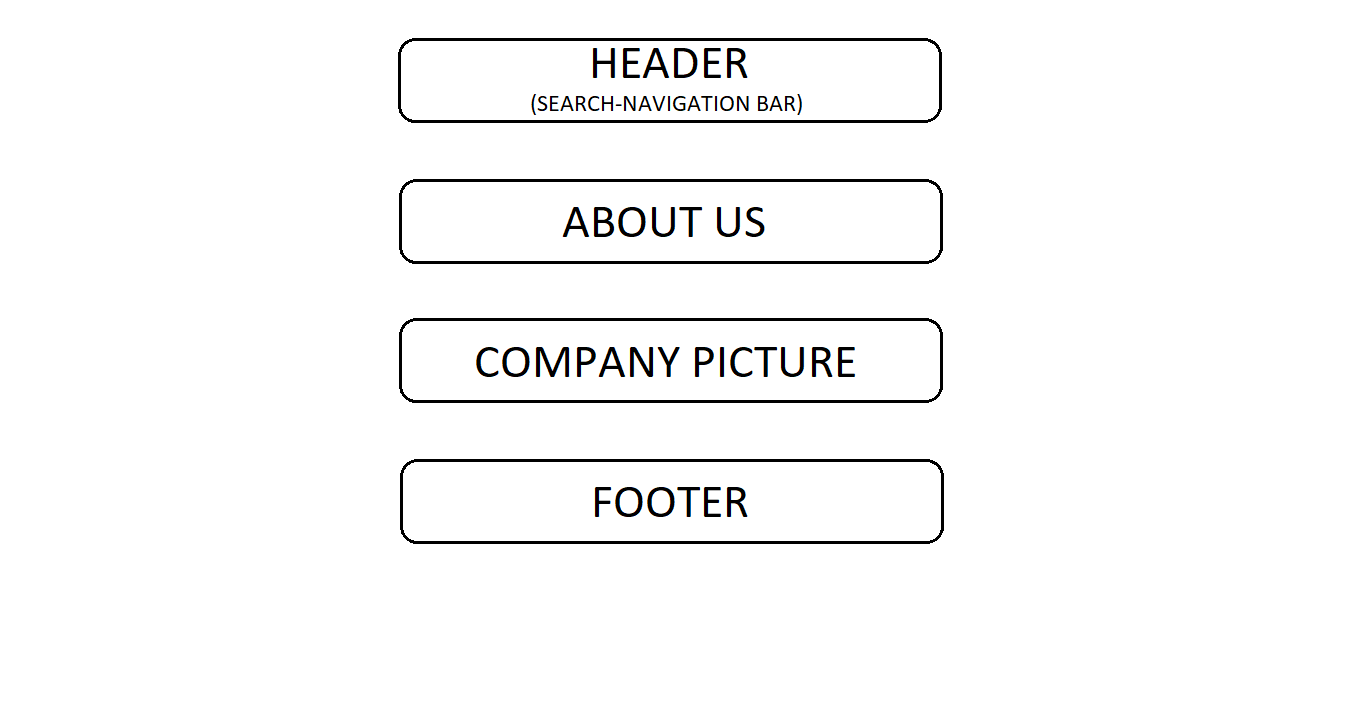 HEADER
(SEARCH-NAVIGATION BAR)
ABOUT US
COMPANY PICTURE
FOOTER